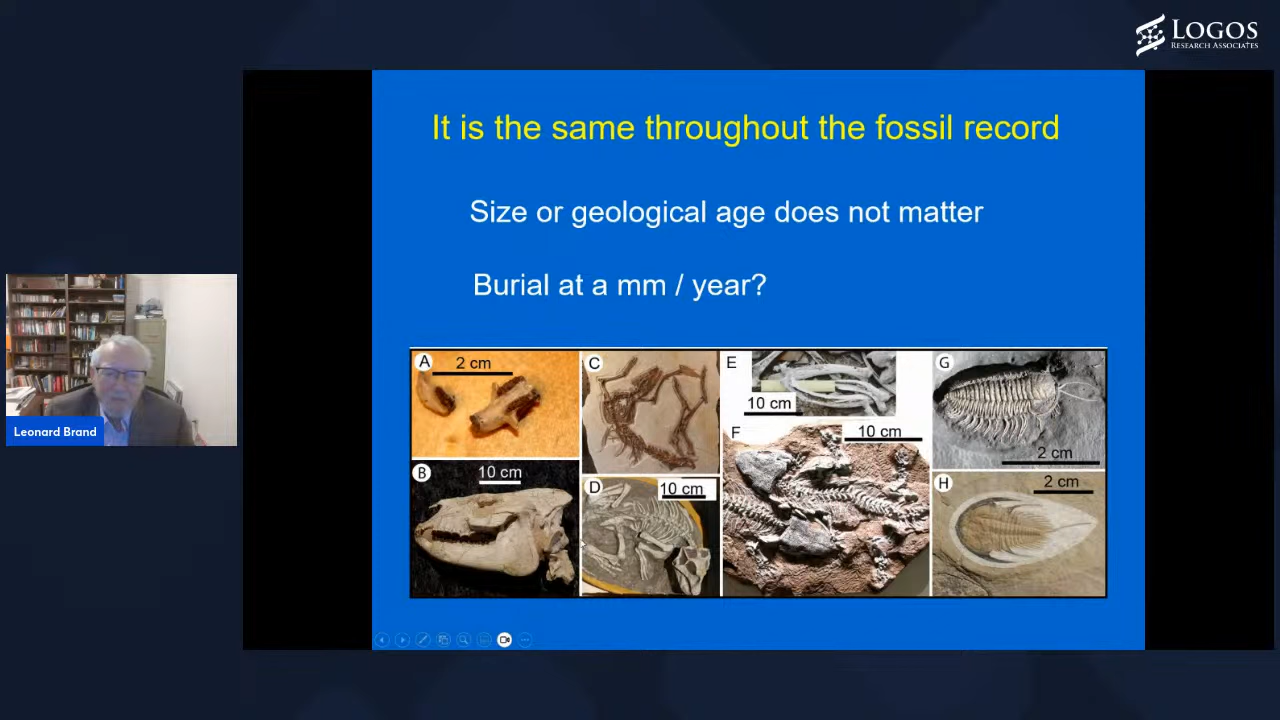 LOGOS
RESEARCH ASSOCIATES
It is the same throughout the fossil record
Size or geological age does not matter
Burial at a mm / year?
A 2 cm
B 10 cm
C
D 10 cm
E 10 cm
F 10 cm
G 2 cm
H 2 cm
Leonard Brand